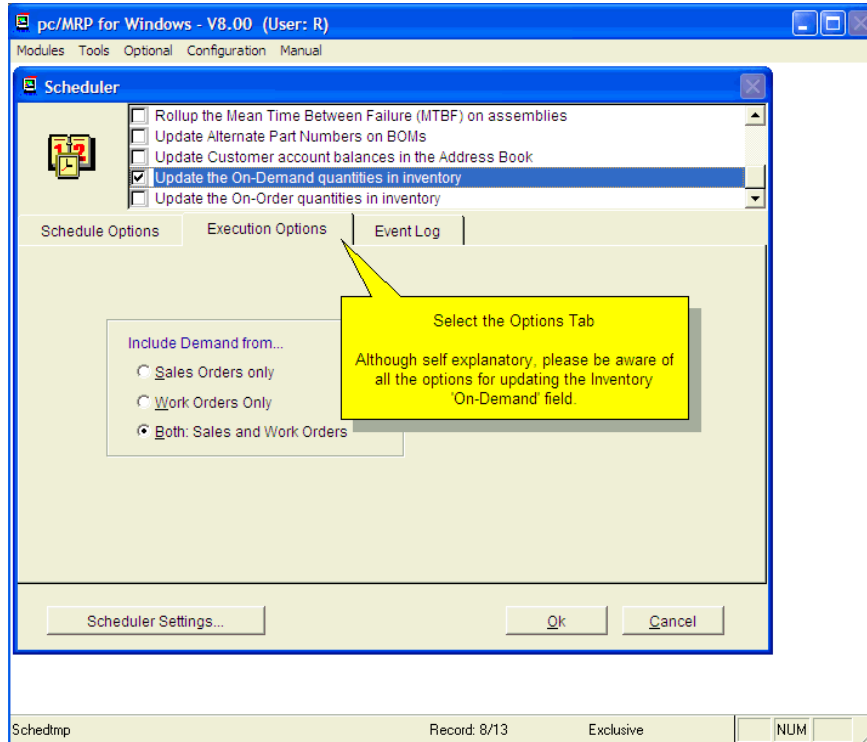 pc/MRP for Windows - V8.00 (User: R)
Modules Tools Optional Configuration Manual
Scheduler
Rollup the Mean Time Between Failure (MTBF) on assemblies
Update Alternate Part Numbers on BOMs
Update Customer account balances in the Address Book
Update the On-Demand quantities in inventory
Update the On-Order quantities in inventory
Schedule Options Execution Options Event Log
Select the Options Tab
Although self explanatory, please be aware of
all the options for updating the Inventory
'On-Demand' field.
Include Demand from...
Sales Orders only
Work Orders Only
Both: Sales and Work Orders
Scheduler Settings... Ok Cancel
Schedtmp Record: 8/13 Exclusive NUM